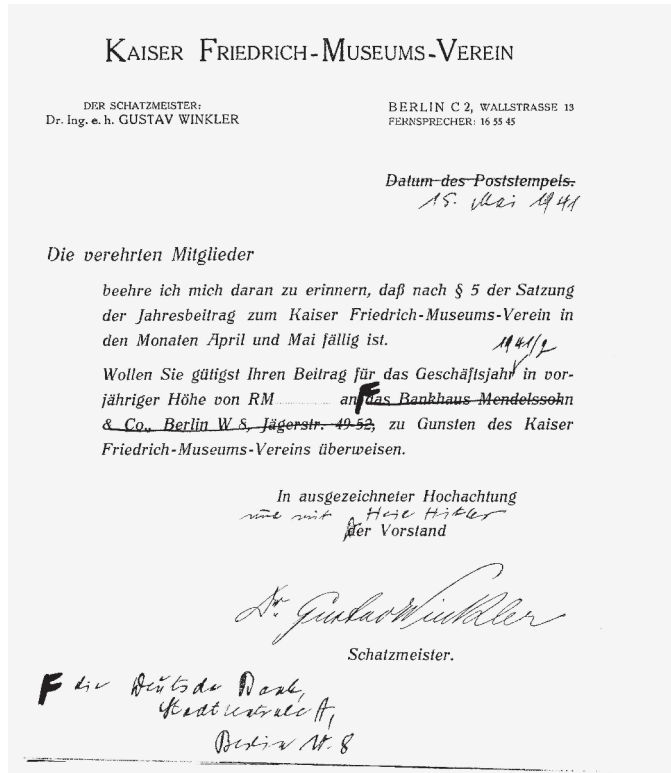 KAISER FRIEDRICH-MUSEUMS-VEREIN
DER SCHATZMEISTER:
Dr. Ing. e. h. GUSTAV WINKLER
BERLIN C 2, WALLSTRASSE 13
FERNSPRECHER: 16 55 45
Datum des Poststempels.
15. Mai 1941
Die verehrten Mitglieder
beehre ich mich daran zu erinnern, daß nach § 5 der Satzung
der Jahresbeitrag zum Kaiser Friedrich-Museums-Verein in
den Monaten April und Mai fällig ist.
1941/2
Wollen Sie gütigst Ihren Beitrag für das Geschäftsjahr in vor-
jähriger Höhe von RM ............ an das Bankhaus Mendelssohn
& Co., Berlin W 8, Jägerstr. 49-52, zu Gunsten des Kaiser
Friedrich-Museums-Vereins überweisen.
In ausgezeichneter Hochachtung
und mit Heil Hitler
der Vorstand
Dr. Gustav Winkler
Schatzmeister.
F die Deutsche Bank,
Stadtzentrale A,
Berlin W. 8